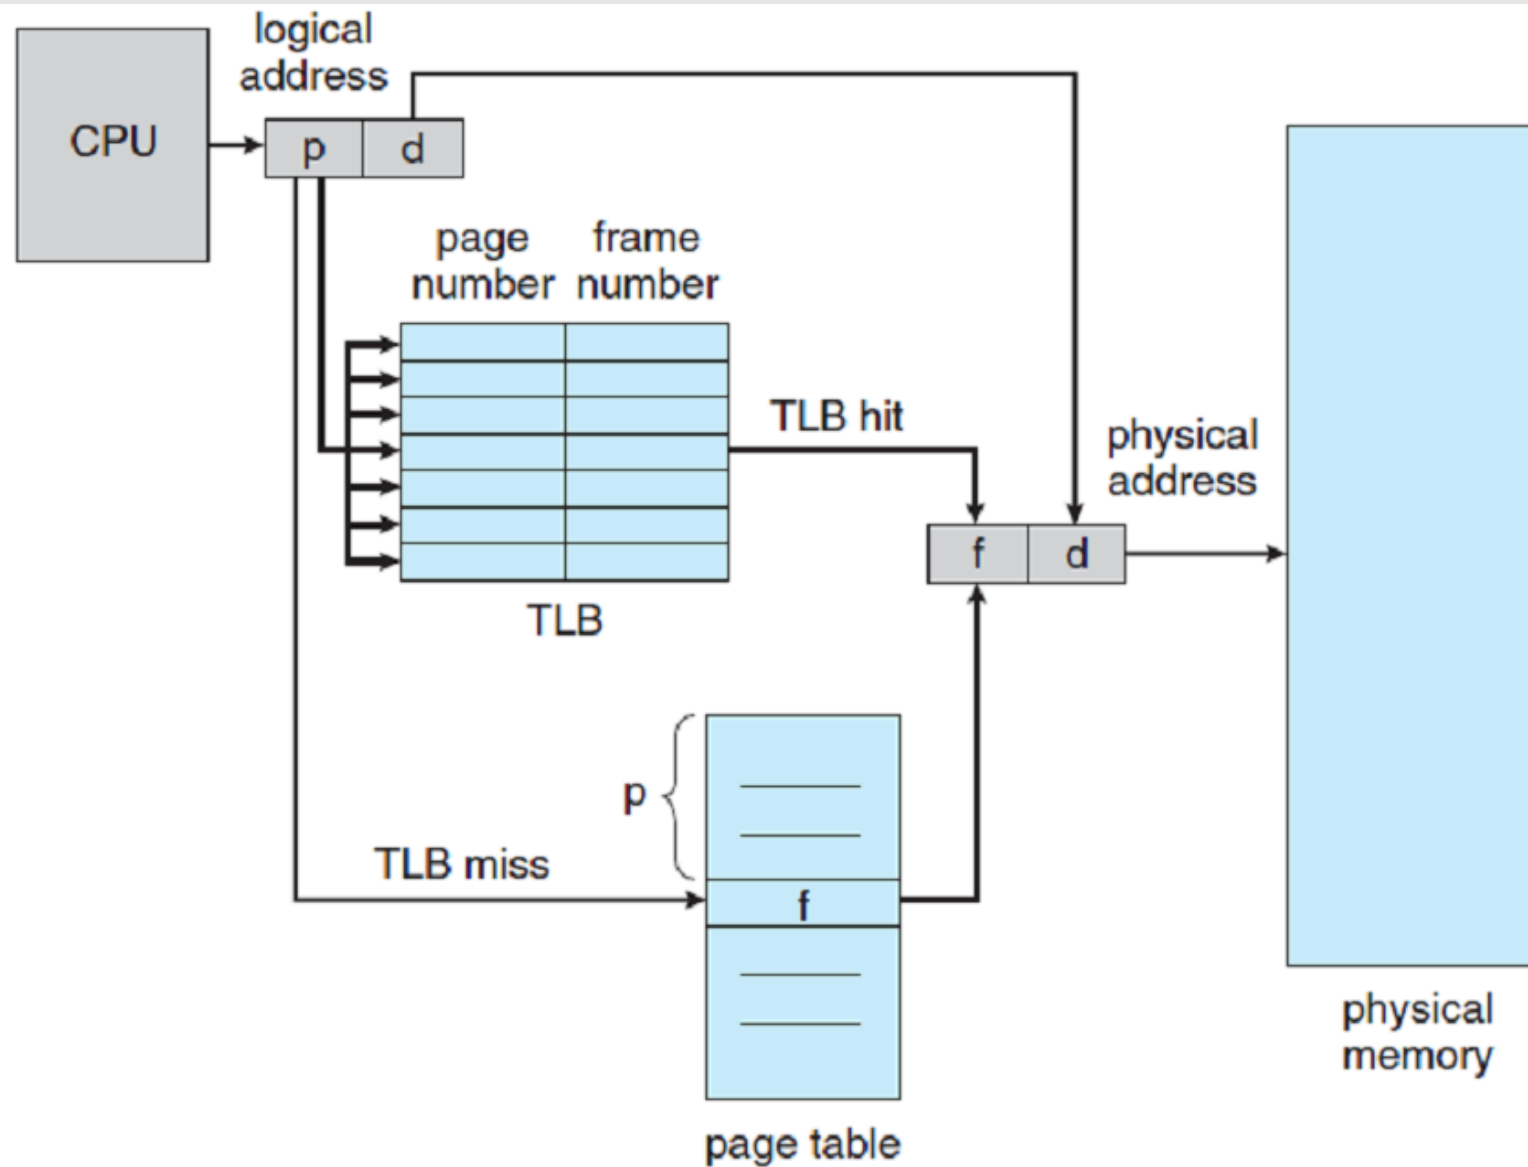 logical
address
CPU
p d
page frame
number number
TLB hit
physical
address
f d
TLB
p
TLB miss
f
physical
memory
page table